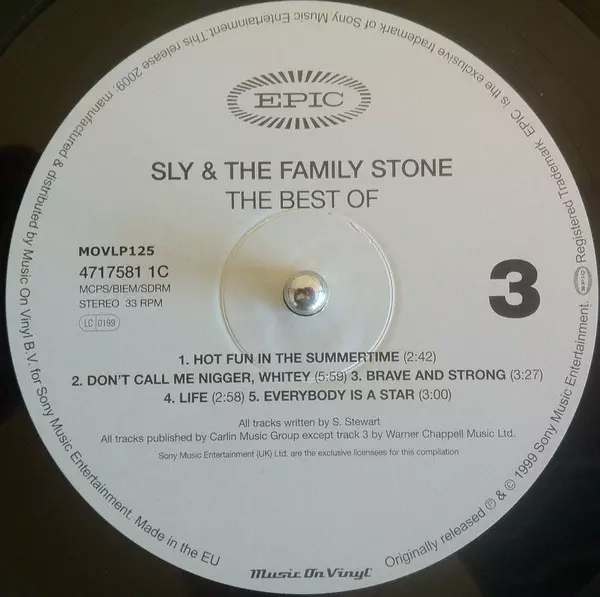 EPIC
SLY & THE FAMILY STONE
THE BEST OF
MOVLP125
4717581 1C
MCPS/BIEM/SDRM
STEREO 33 RPM
LC 0199
3
1. HOT FUN IN THE SUMMERTIME (2:42)
2. DON'T CALL ME NIGGER, WHITEY (5:59) 3. BRAVE AND STRONG (3:27)
4. LIFE (2:58) 5. EVERYBODY IS A STAR (3:00)
All tracks written by S. Stewart
All tracks published by Carlin Music Group except track 3 by Warner Chappell Music Ltd.
Sony Music Entertainment (UK) Ltd. are the exclusive licensees for this compilation
Music On Vinyl
Originally released ℗ & © 1999 Sony Music Entertainment. EPIC Registered Trademark. EPIC is the exclusive trademark of Sony Music Entertainment. This release 2009. manufactured & distributed by Music On Vinyl B.V. for Sony Music Entertainment. Made in the EU